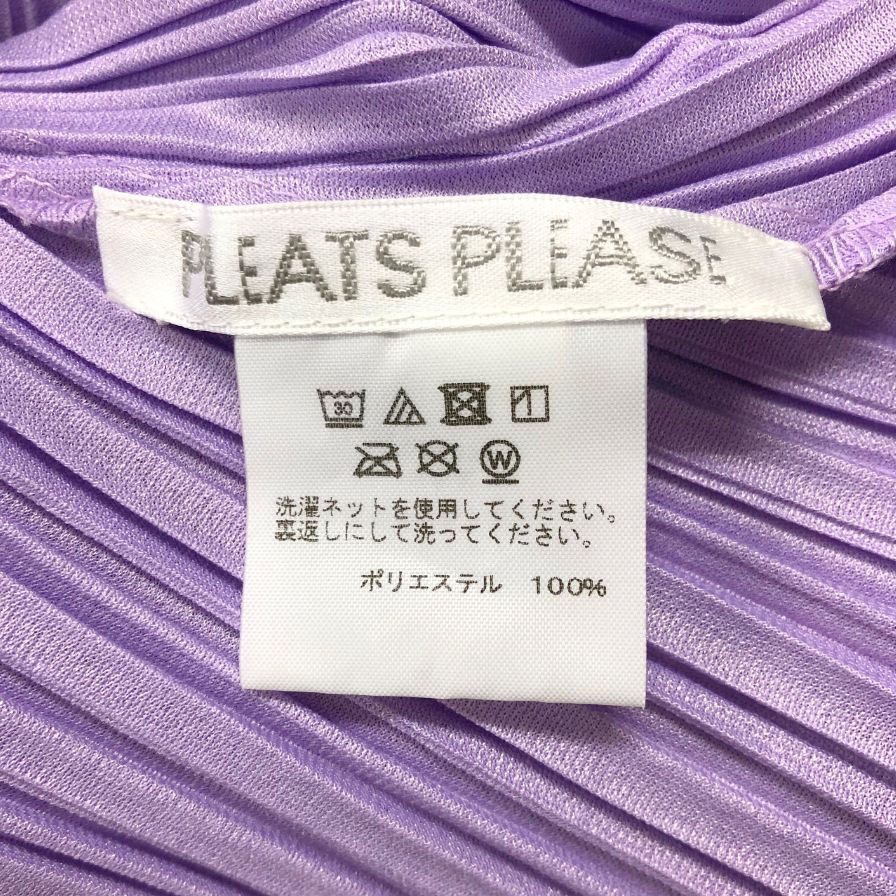 PLEATS PLEASE
30
W
洗濯ネットを使用してください。
裏返しにして洗ってください。
ポリエステル 100%